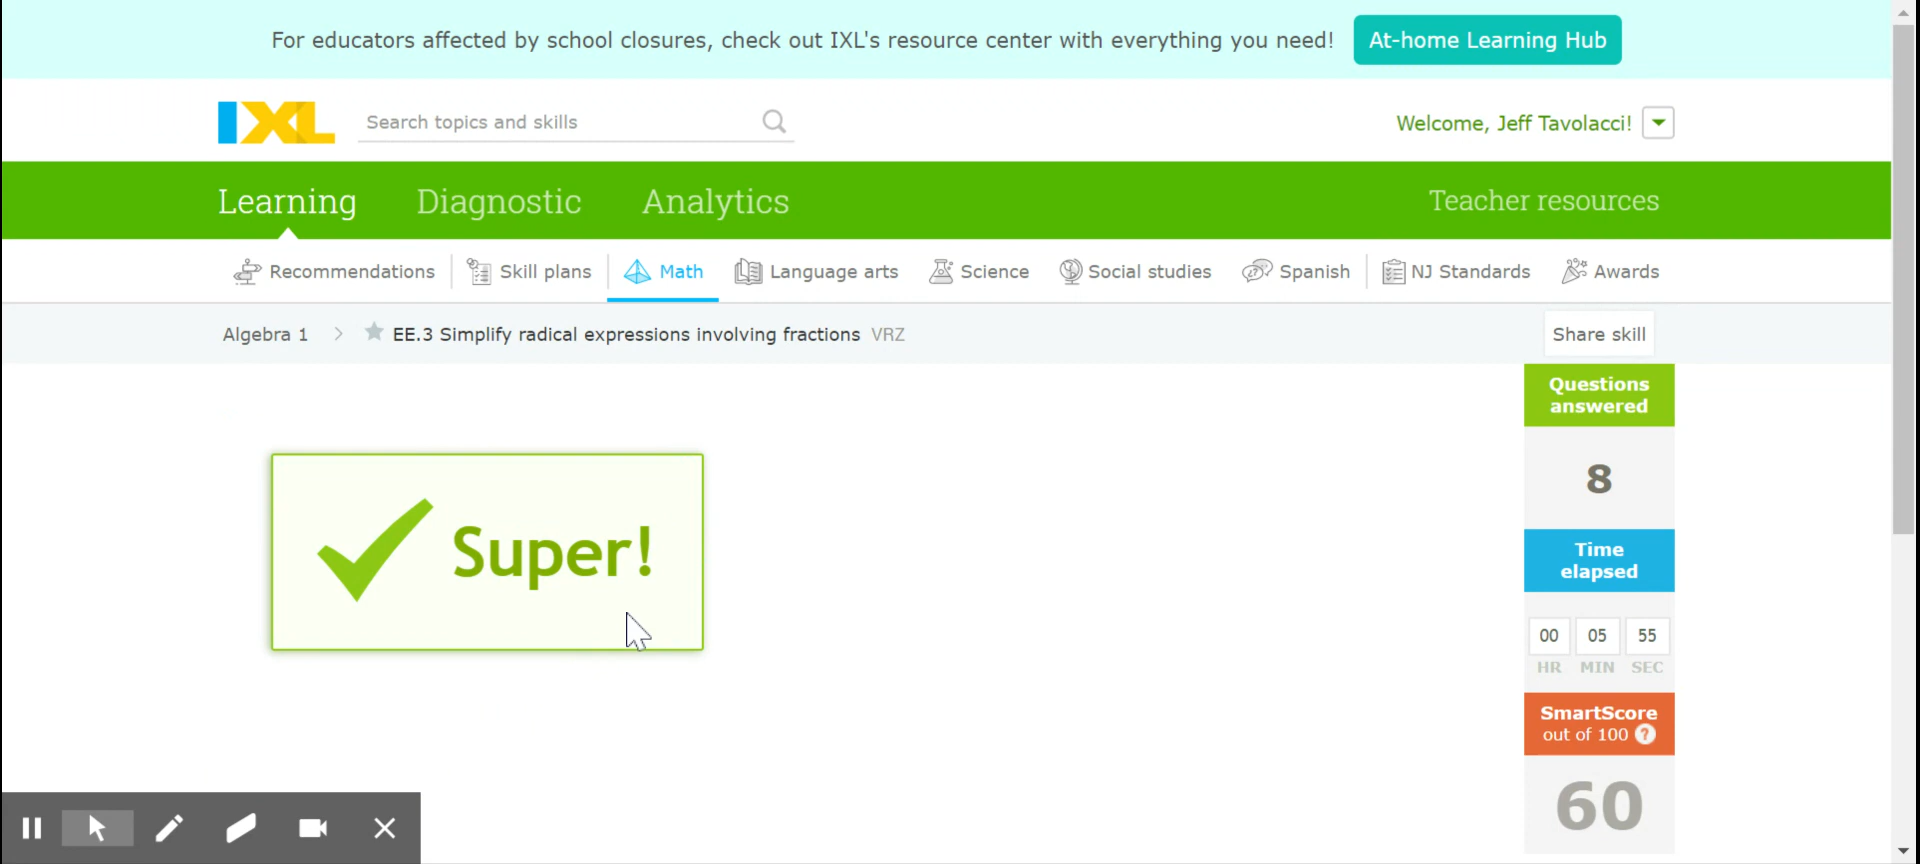 For educators affected by school closures, check out IXL's resource center with everything you need!
At-home Learning Hub
IXL
Search topics and skills
Welcome, Jeff Tavolacci!
Learning
Diagnostic
Analytics
Teacher resources
Recommendations
Skill plans
Math
Language arts
Science
Social studies
Spanish
NJ Standards
Awards
Algebra 1
EE.3 Simplify radical expressions involving fractions VRZ
Share skill
Questions
answered
8
Super!
Time
elapsed
00 05 55
HR MIN SEC
SmartScore
out of 100 ?
60